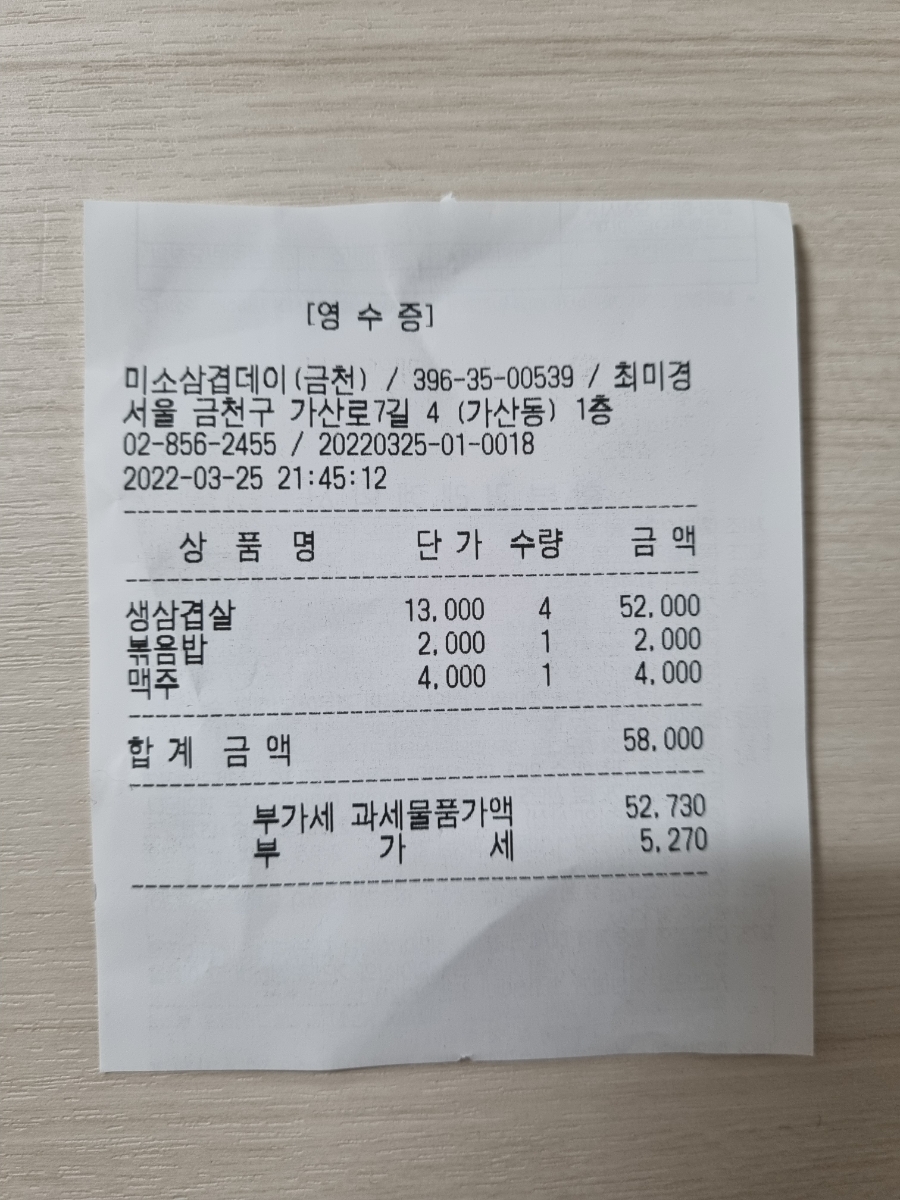 [영 수 증]
미소삼겹데이(금천) / 396-35-00539 / 최미경
서울 금천구 가산로7길 4 (가산동) 1층
02-856-2455 / 20220325-01-0018
2022-03-25 21:45:12
상 품 명 단 가 수량 금 액
생삼겹살 13,000 4 52,000
볶음밥 2,000 1 2,000
맥주 4,000 1 4,000
합 계 금 액 58,000
부가세 과세물품가액 52,730
부 가 세 5,270